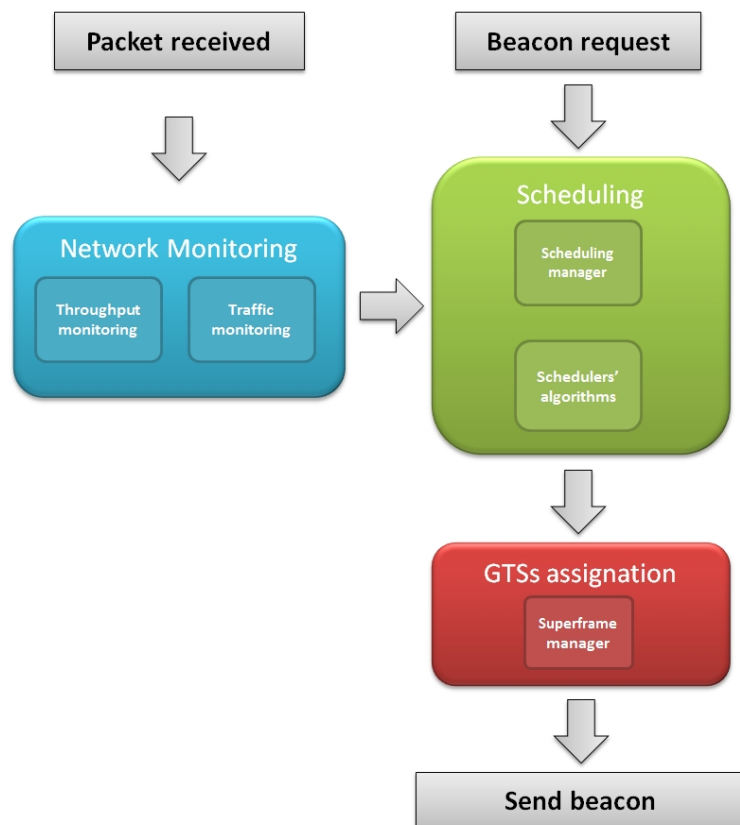 Packet received
Beacon request
Network Monitoring
Throughput
monitoring
Traffic
monitoring
Scheduling
Scheduling
manager
Schedulers'
algorithms
GTSs assignation
Superframe
manager
Send beacon